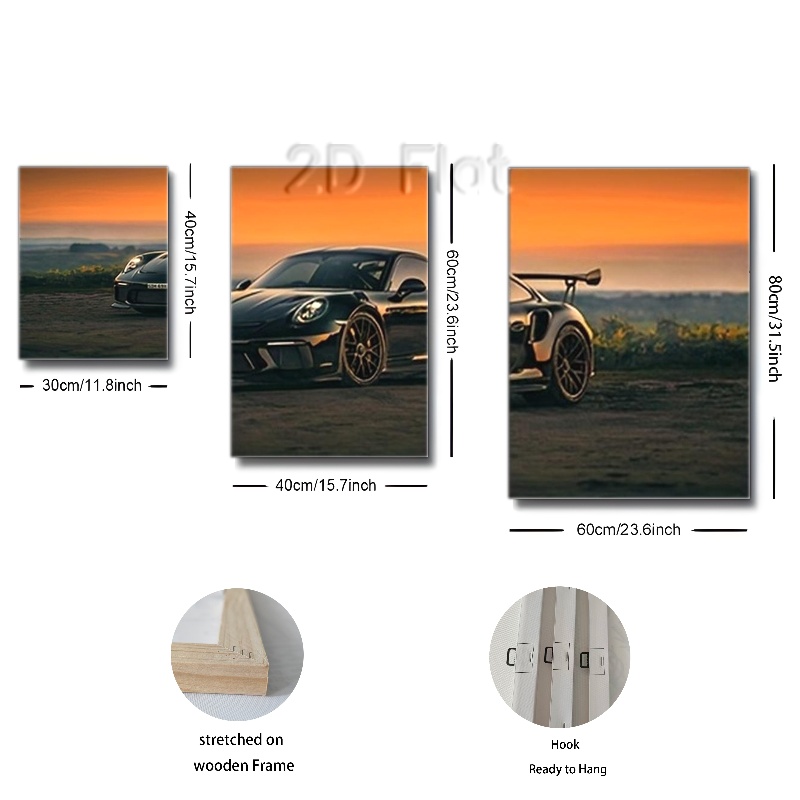 2D Flat
40cm/15.7inch
30cm/11.8inch
60cm/23.6inch
40cm/15.7inch
80cm/31.5inch
60cm/23.6inch
stretched on
wooden Frame
Hook
Ready to Hang